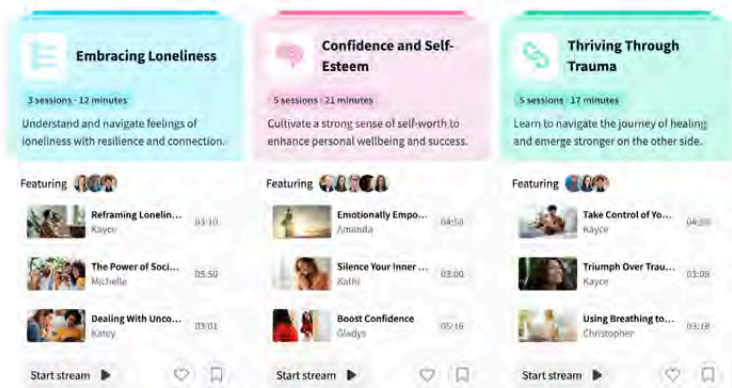 Embracing Loneliness
3 sessions · 12 minutes
Understand and navigate feelings of
loneliness with resilience and connection.
Featuring
Reframing Lonelin...
Kayce
03:10
The Power of Soci...
Michelle
05:50
Dealing With Unco...
Katey
03:01
Start stream
Confidence and Self-
Esteem
5 sessions · 21 minutes
Cultivate a strong sense of self-worth to
enhance personal wellbeing and success.
Featuring
Emotionally Empo...
Amanda
04:50
Silence Your Inner ...
Kathi
03:00
Boost Confidence
Gladys
05:16
Start stream
Thriving Through
Trauma
5 sessions · 17 minutes
Learn to navigate the journey of healing
and emerge stronger on the other side.
Featuring
Take Control of Yo...
Kayce
Triumph Over Trau...
Kayce
03:05
Using Breathing to...
Christopher
03:18
Start stream